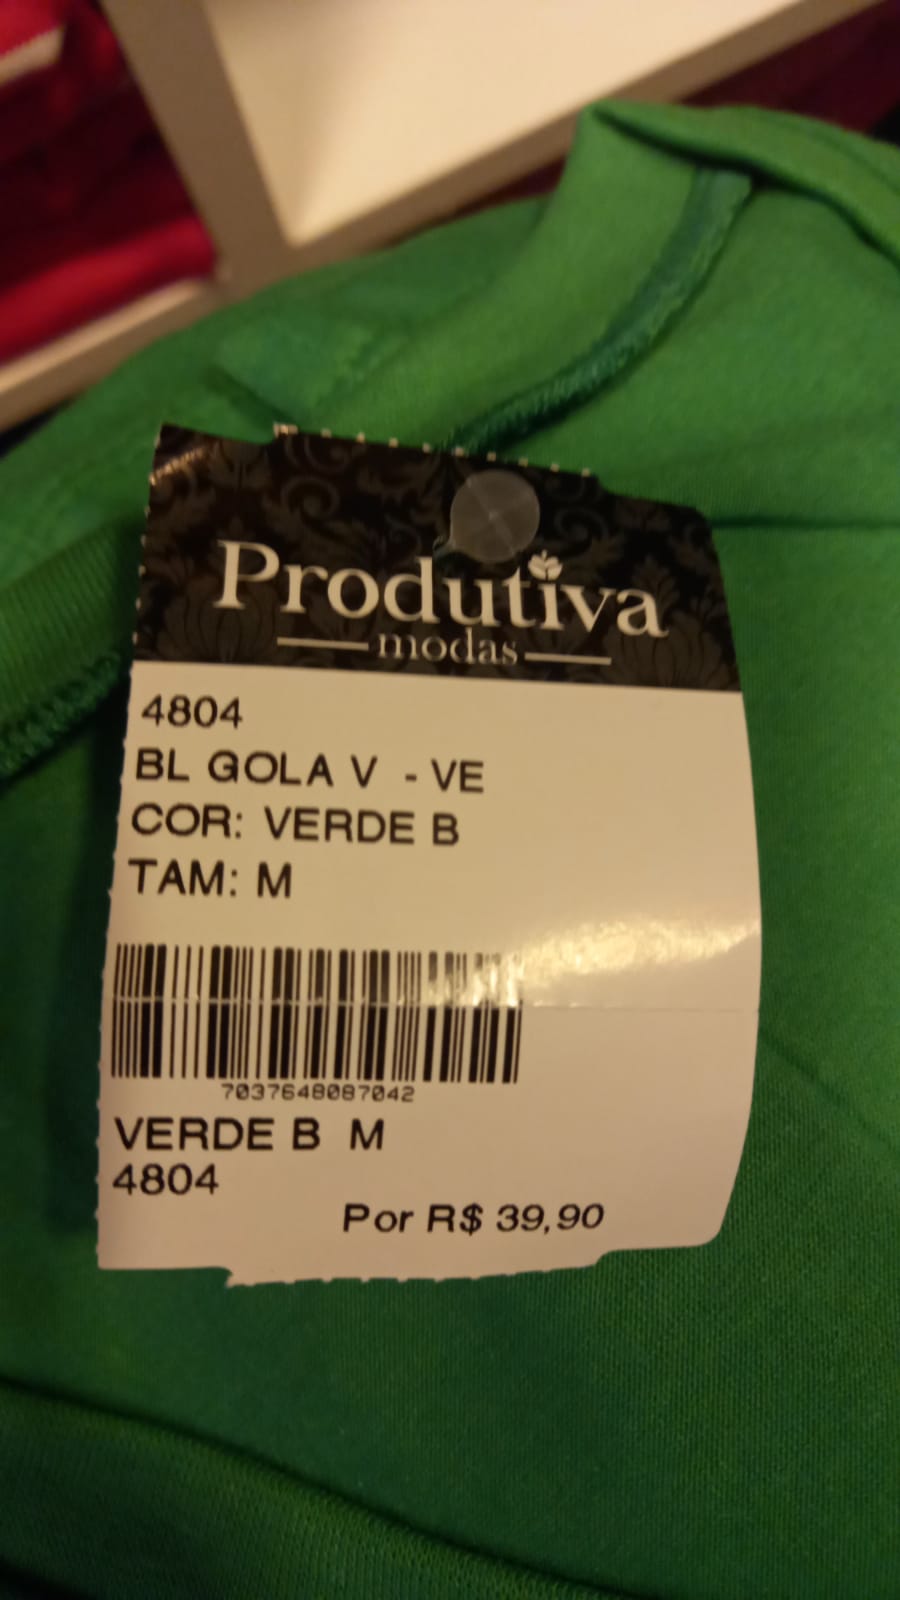 Produtiva
modas
4804
BL GOLA V - VE
COR: VERDE B
TAM: M
7037648087042
VERDE B M
4804
Por R$ 39,90